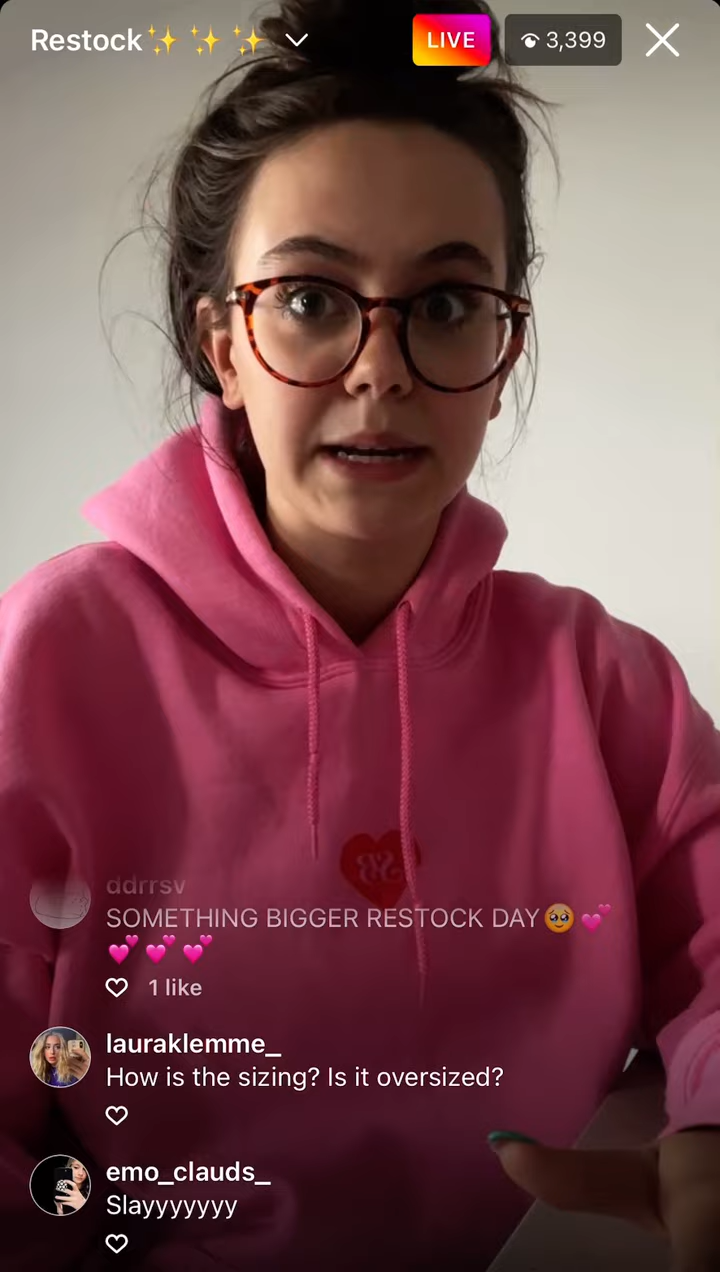 Restock✨ ✨ ✨
LIVE
3,399
ddrrsv
SOMETHING BIGGER RESTOCK DAY🥹💕
💕 💕 💕
1 like
lauraklemme_
How is the sizing? Is it oversized?
emo_clauds_
Slayyyyyyy